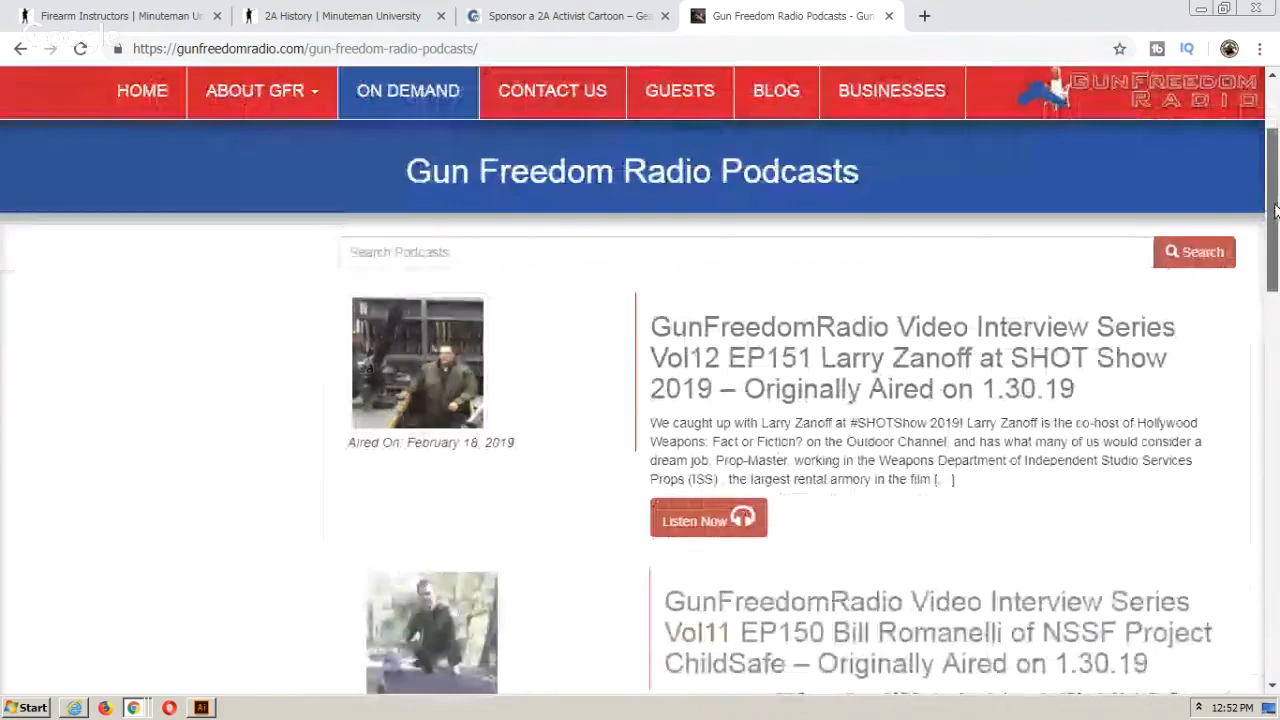 Firearm Instructors | Minuteman Un
2A History | Minuteman University
Sponsor a 2A Activist Cartoon – Gea
Gun Freedom Radio Podcasts - Gun
https://gunfreedomradio.com/gun-freedom-radio-podcasts/
HOME
ABOUT GFR
ON DEMAND
CONTACT US
GUESTS
BLOG
BUSINESSES
GUNFREEDOM
RADIO
Gun Freedom Radio Podcasts
Search Podcasts
Search
GunFreedomRadio Video Interview Series
Vol12 EP151 Larry Zanoff at SHOT Show
2019 – Originally Aired on 1.30.19
Aired On: February 18, 2019
We caught up with Larry Zanoff at #SHOTShow 2019! Larry Zanoff is the co-host of Hollywood
Weapons: Fact or Fiction? on the Outdoor Channel, and has what many of us would consider a
dream job, Prop-Master, working in the Weapons Department of Independent Studio Services
Props (ISS) , the largest rental armory in the film [...]
Listen Now
GunFreedomRadio Video Interview Series
Vol11 EP150 Bill Romanelli of NSSF Project
ChildSafe – Originally Aired on 1.30.19
Start
12:52 PM